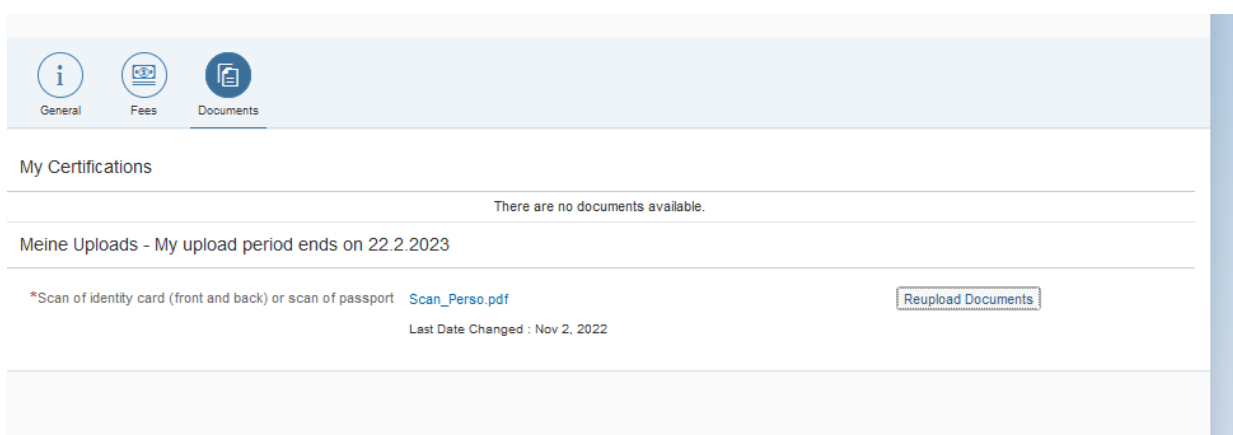 General Fees Documents
My Certifications
There are no documents available.
Meine Uploads - My upload period ends on 22.2.2023
*Scan of identity card (front and back) or scan of passport Scan_Perso.pdf Reupload Documents
Last Date Changed : Nov 2, 2022